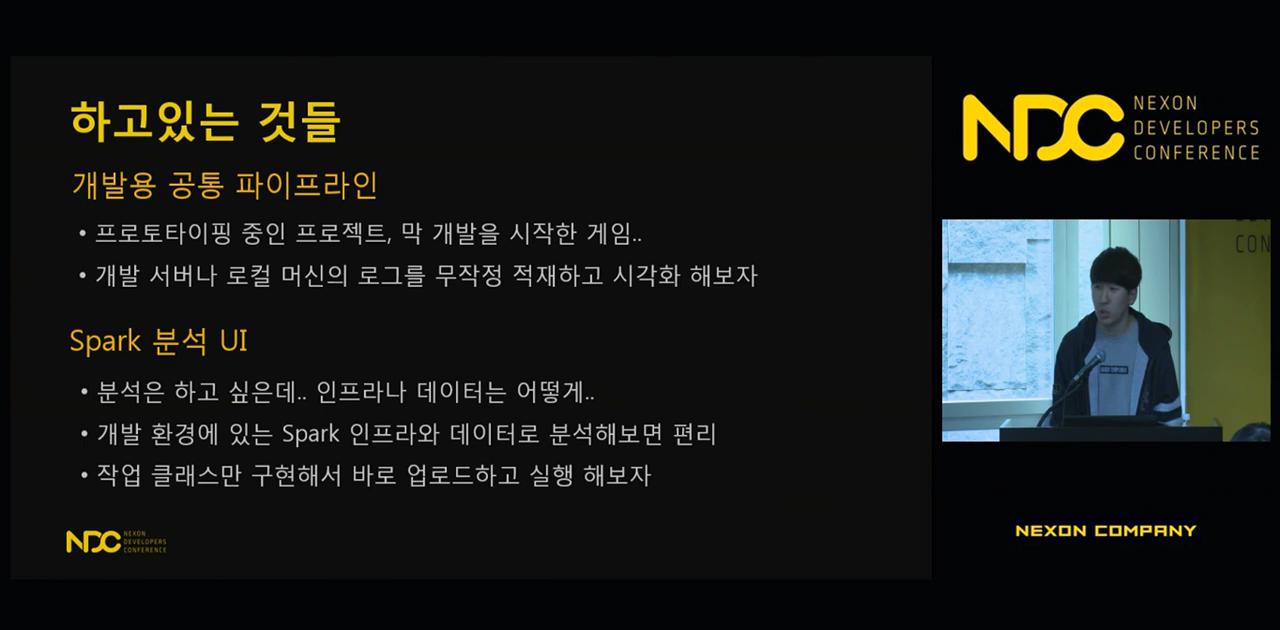 하고있는 것들
개발용 공통 파이프라인
• 프로토타이핑 중인 프로젝트, 막 개발을 시작한 게임..
• 개발 서버나 로컬 머신의 로그를 무작정 적재하고 시각화 해보자
Spark 분석 UI
• 분석은 하고 싶은데.. 인프라나 데이터는 어떻게..
• 개발 환경에 있는 Spark 인프라와 데이터로 분석해보면 편리
• 작업 클래스만 구현해서 바로 업로드하고 실행 해보자
NDC NEXON
DEVELOPERS
CONFERENCE
NDC NEXON
DEVELOPERS
CONFERENCE
CON
NEXON COMPANY